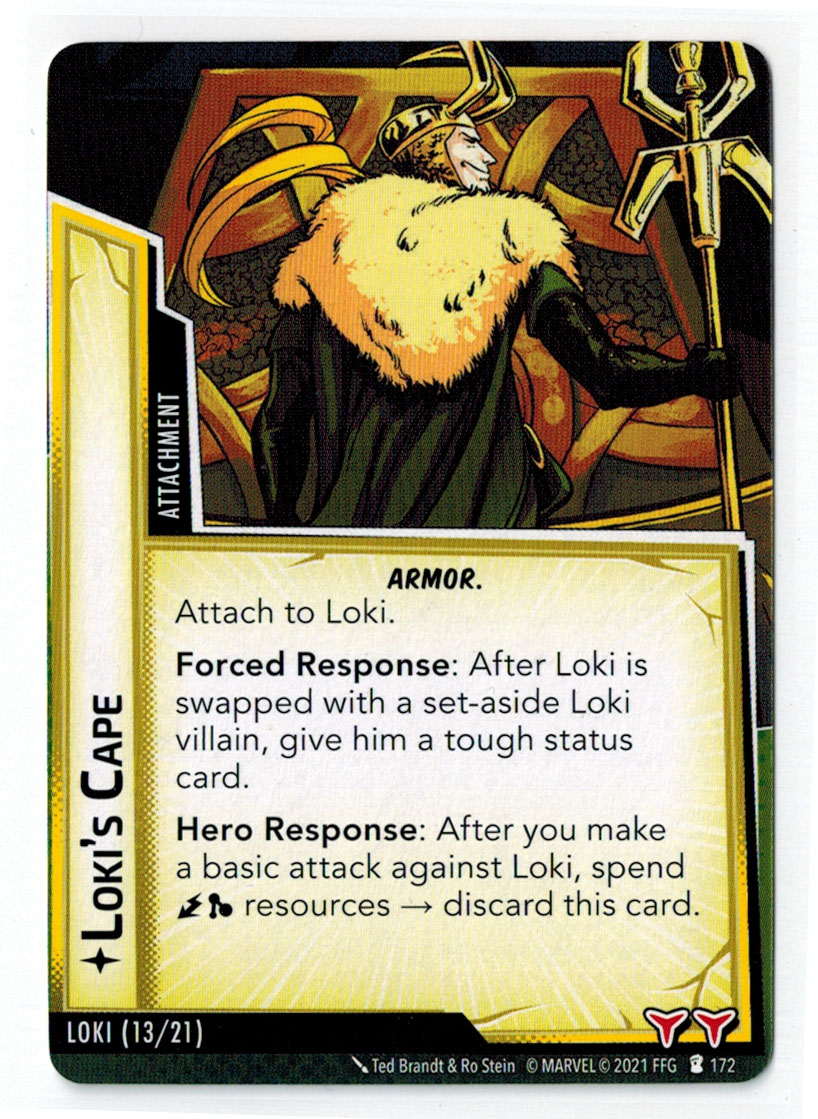 ATTACHMENT
LOKI'S CAPE
ARMOR.
Attach to Loki.
Forced Response: After Loki is
swapped with a set-aside Loki
villain, give him a tough status
card.
Hero Response: After you make
a basic attack against Loki, spend
resources → discard this card.
LOKI (13/21)
Ted Brandt & Ro Stein © MARVEL © 2021 FFG 172